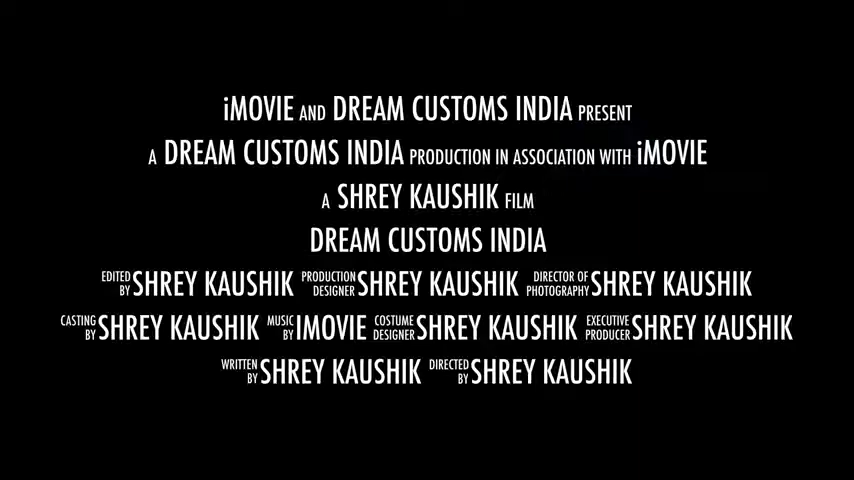 iMOVIE AND DREAM CUSTOMS INDIA PRESENT
A DREAM CUSTOMS INDIA PRODUCTION IN ASSOCIATION WITH iMOVIE
A SHREY KAUSHIK FILM
DREAM CUSTOMS INDIA
EDITED BY SHREY KAUSHIK PRODUCTION DESIGNER SHREY KAUSHIK DIRECTOR OF PHOTOGRAPHY SHREY KAUSHIK
CASTING BY SHREY KAUSHIK MUSIC BY IMOVIE COSTUME DESIGNER SHREY KAUSHIK EXECUTIVE PRODUCER SHREY KAUSHIK
WRITTEN BY SHREY KAUSHIK DIRECTED BY SHREY KAUSHIK